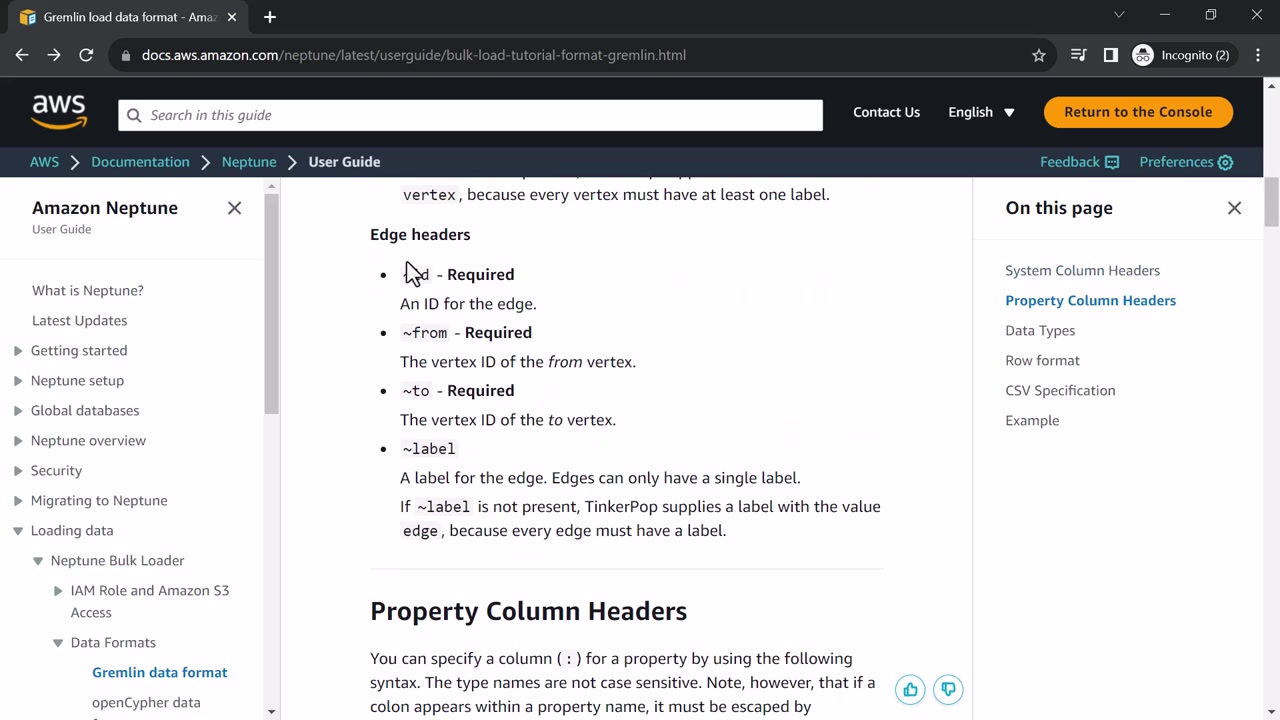 Gremlin load data format - Amaz
docs.aws.amazon.com/neptune/latest/userguide/bulk-load-tutorial-format-gremlin.html
Incognito (2)
aws
Search in this guide
Contact Us
English
Return to the Console
AWS
Documentation
Neptune
User Guide
Feedback
Preferences
Amazon Neptune
User Guide
What is Neptune?
Latest Updates
Getting started
Neptune setup
Global databases
Neptune overview
Security
Migrating to Neptune
Loading data
Neptune Bulk Loader
IAM Role and Amazon S3
Access
Data Formats
Gremlin data format
openCypher data
vertex, because every vertex must have at least one label.
Edge headers
- Required
An ID for the edge.
~from - Required
The vertex ID of the from vertex.
~to - Required
The vertex ID of the to vertex.
~label
A label for the edge. Edges can only have a single label.
If ~label is not present, TinkerPop supplies a label with the value
edge, because every edge must have a label.
Property Column Headers
You can specify a column (:) for a property by using the following
syntax. The type names are not case sensitive. Note, however, that if a
colon appears within a property name, it must be escaped by
On this page
System Column Headers
Property Column Headers
Data Types
Row format
CSV Specification
Example